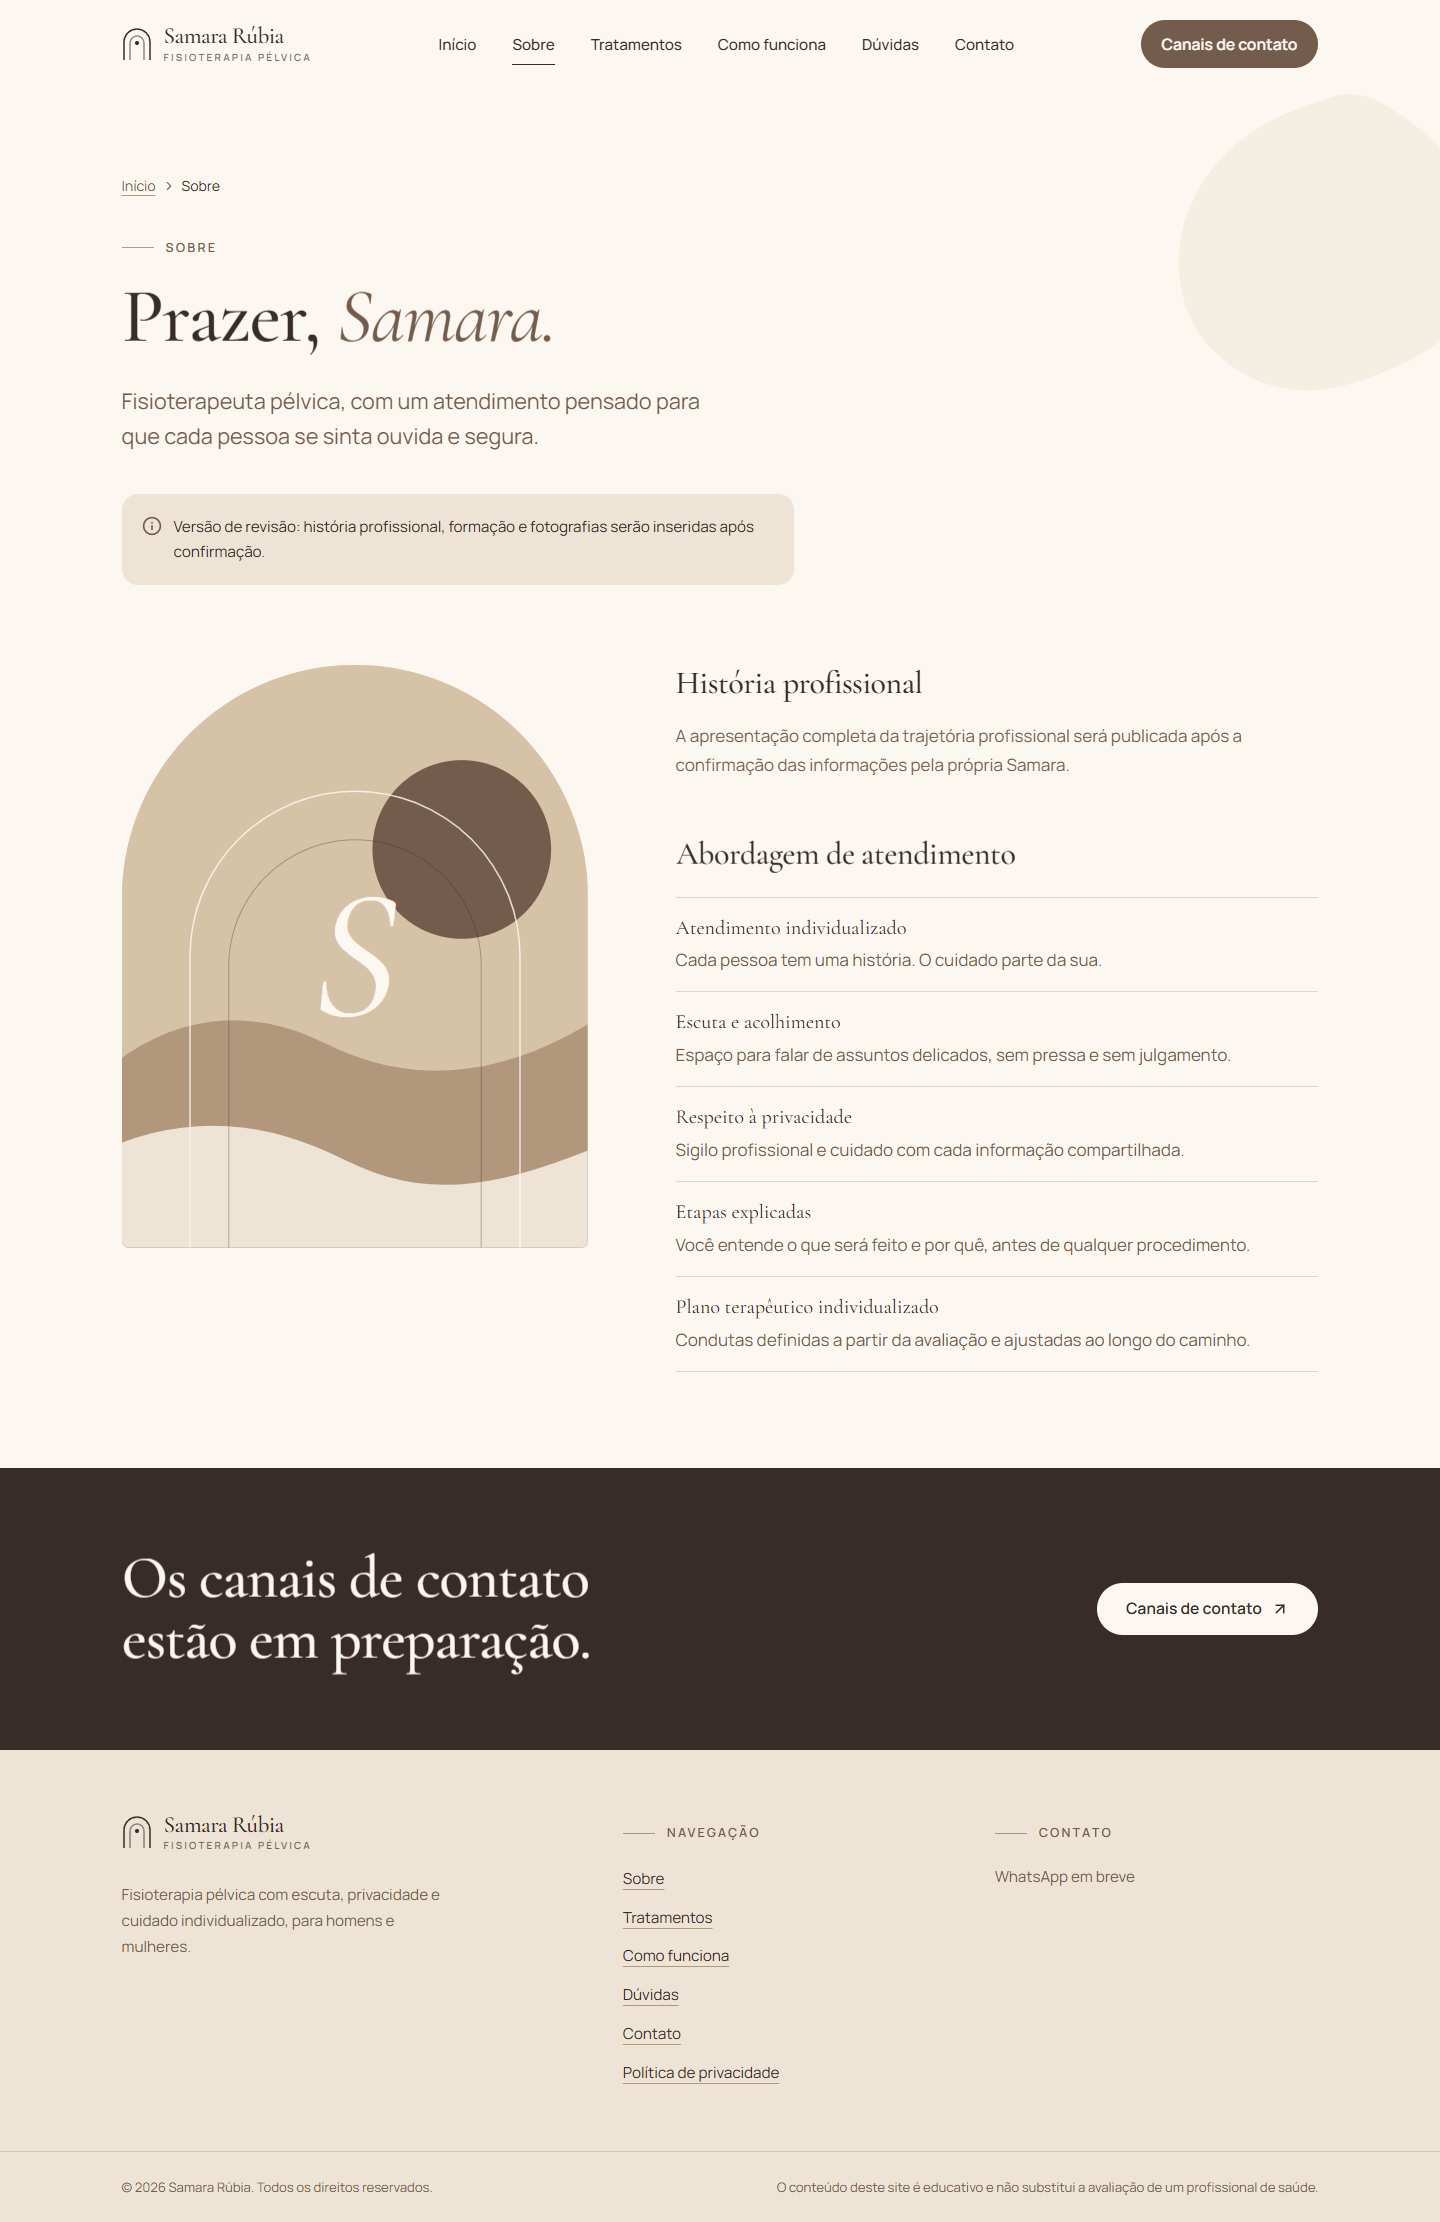 Samara Rúbia
FISIOTERAPIA PÉLVICA
Início
Sobre
Tratamentos
Como funciona
Dúvidas
Contato
Canais de contato
Início > Sobre
SOBRE
Prazer, Samara.
Fisioterapeuta pélvica, com um atendimento pensado para
que cada pessoa se sinta ouvida e segura.
Versão de revisão: história profissional, formação e fotografias serão inseridas após
confirmação.
S
História profissional
A apresentação completa da trajetória profissional será publicada após a
confirmação das informações pela própria Samara.
Abordagem de atendimento
Atendimento individualizado
Cada pessoa tem uma história. O cuidado parte da sua.
Escuta e acolhimento
Espaço para falar de assuntos delicados, sem pressa e sem julgamento.
Respeito à privacidade
Sigilo profissional e cuidado com cada informação compartilhada.
Etapas explicadas
Você entende o que será feito e por quê, antes de qualquer procedimento.
Plano terapêutico individualizado
Condutas definidas a partir da avaliação e ajustadas ao longo do caminho.
Os canais de contato
estão em preparação.
Canais de contato
Samara Rúbia
FISIOTERAPIA PÉLVICA
Fisioterapia pélvica com escuta, privacidade e
cuidado individualizado, para homens e
mulheres.
NAVEGAÇÃO
Sobre
Tratamentos
Como funciona
Dúvidas
Contato
Política de privacidade
CONTATO
WhatsApp em breve
© 2026 Samara Rúbia. Todos os direitos reservados.
O conteúdo deste site é educativo e não substitui a avaliação de um profissional de saúde.